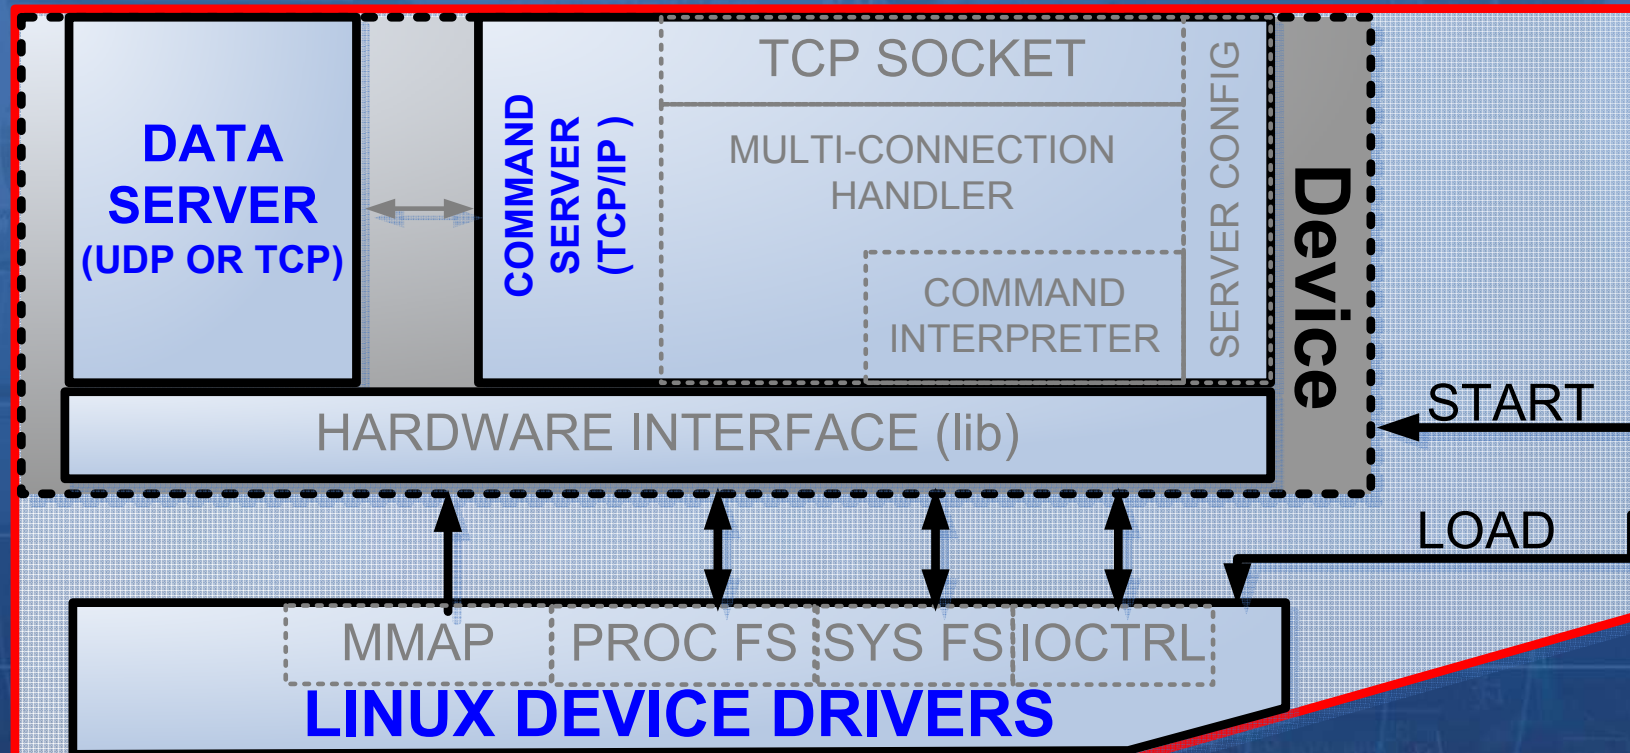 DATA
SERVER
(UDP OR TCP)
COMMAND
SERVER
(TCP/IP )
TCP SOCKET
MULTI-CONNECTION
HANDLER
COMMAND
INTERPRETER
SERVER CONFIG
Device
HARDWARE INTERFACE (lib)
START
LOAD
MMAP
PROC FS
SYS FS
IOCTRL
LINUX DEVICE DRIVERS